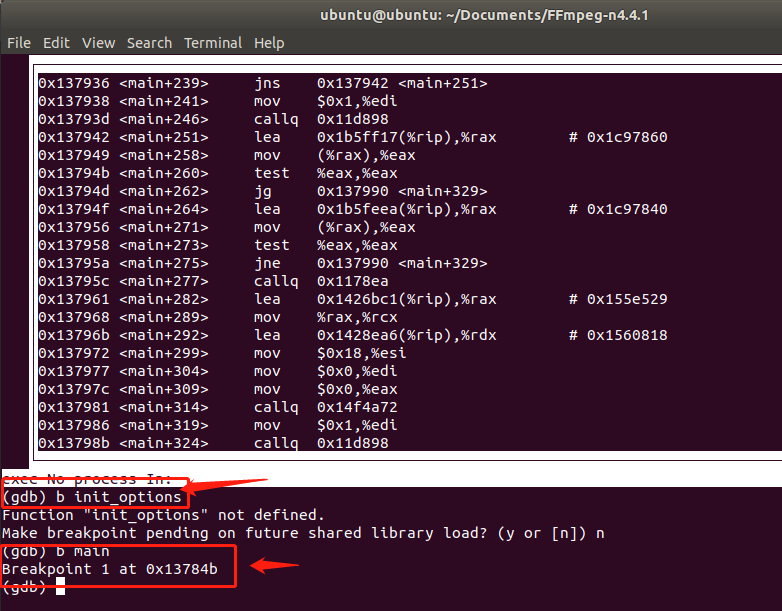 ubuntu@ubuntu: ~/Documents/FFmpeg-n4.4.1
File Edit View Search Terminal Help
0x137936 <main+239> jns 0x137942 <main+251>
0x137938 <main+241> mov $0x1,%edi
0x13793d <main+246> callq 0x11d898
0x137942 <main+251> lea 0x1b5ff17(%rip),%rax # 0x1c97860
0x137949 <main+258> mov (%rax),%eax
0x13794b <main+260> test %eax,%eax
0x13794d <main+262> jg 0x137990 <main+329>
0x13794f <main+264> lea 0x1b5feea(%rip),%rax # 0x1c97840
0x137956 <main+271> mov (%rax),%eax
0x137958 <main+273> test %eax,%eax
0x13795a <main+275> jne 0x137990 <main+329>
0x13795c <main+277> callq 0x1178ea
0x137961 <main+282> lea 0x1426bc1(%rip),%rax # 0x155e529
0x137968 <main+289> mov %rax,%rcx
0x13796b <main+292> lea 0x1428ea6(%rip),%rdx # 0x1560818
0x137972 <main+299> mov $0x18,%esi
0x137977 <main+304> mov $0x0,%edi
0x13797c <main+309> mov $0x0,%eax
0x137981 <main+314> callq 0x14f4a72
0x137986 <main+319> mov $0x1,%edi
0x13798b <main+324> callq 0x11d898
exec No process In:
(gdb) b init_options
Function "init_options" not defined.
Make breakpoint pending on future shared library load? (y or [n]) n
(gdb) b main
Breakpoint 1 at 0x13784b
(gdb)